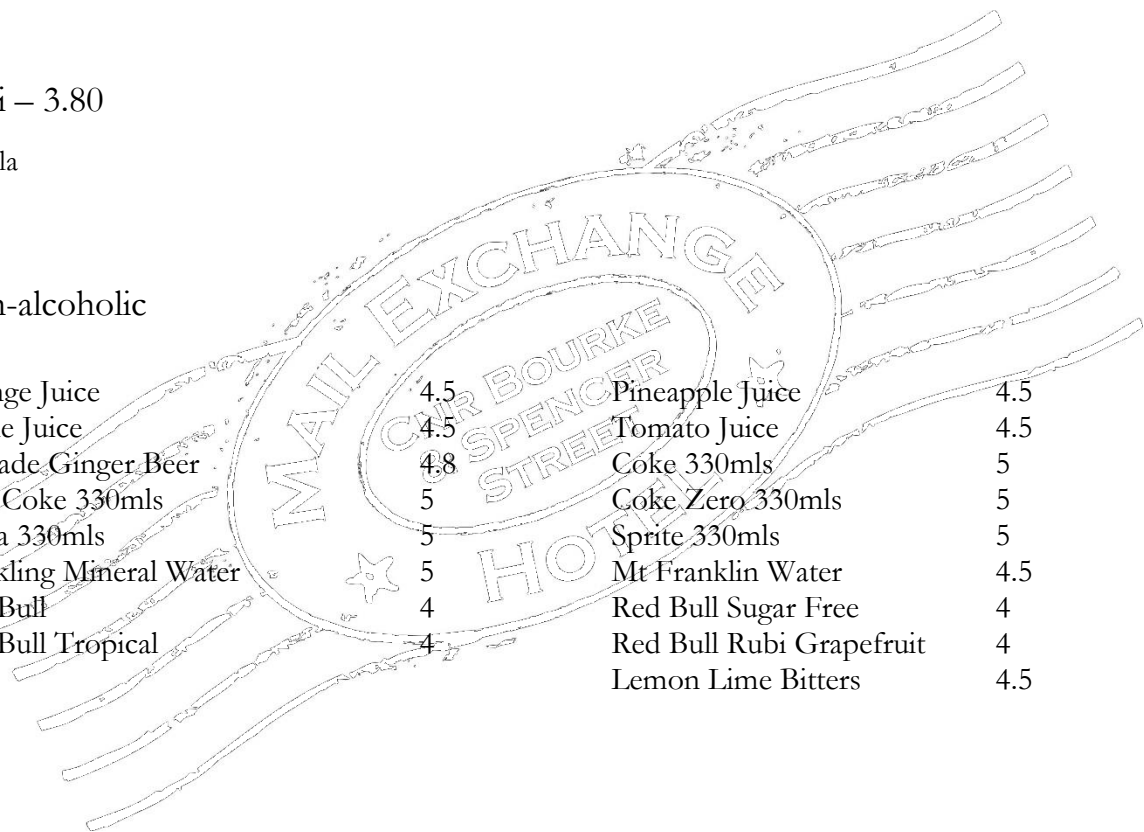 i – 3.80
la
n-alcoholic
nge Juice 4.5 Pineapple Juice 4.5
le Juice 4.5 Tomato Juice 4.5
ade Ginger Beer 4.8 Coke 330mls 5
Coke 330mls 5 Coke Zero 330mls 5
a 330mls 5 Sprite 330mls 5
kling Mineral Water 5 Mt Franklin Water 4.5
Bull 4 Red Bull Sugar Free 4
Bull Tropical 4 Red Bull Rubi Grapefruit 4
Lemon Lime Bitters 4.5
MAIL EXCHANGE
CNR BOURKE
& SPENCER
STREET
HOTEL